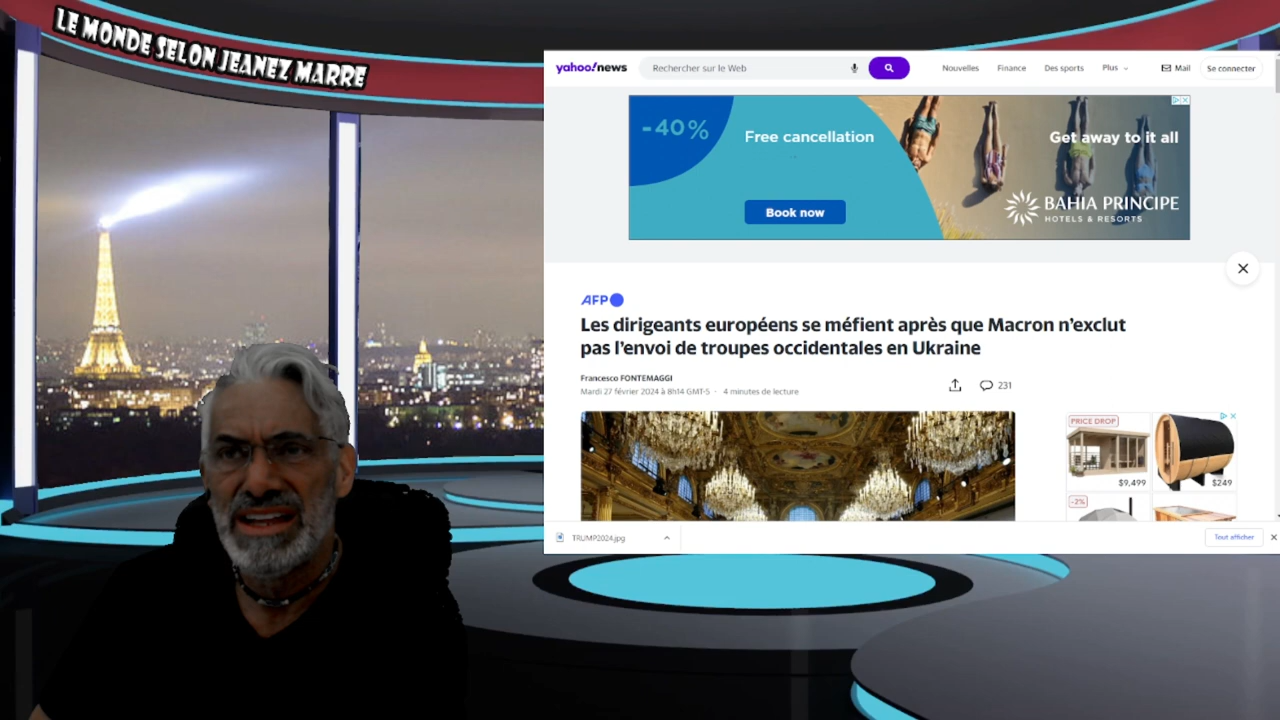 LE MONDE SELON JEANEZ MARRE
yahoo!news
Rechercher sur le Web
Nouvelles
Finance
Des sports
Plus
Mail
Se connecter
-40%
Free cancellation
Book now
Get away to it all
BAHIA PRINCIPE
HOTELS & RESORTS
AFP
Les dirigeants européens se méfient après que Macron n'exclut
pas l'envoi de troupes occidentales en Ukraine
Francesco FONTEMAGGI
Mardi 27 février 2024 à 8h14 GMT-5 · 4 minutes de lecture
231
PRICE DROP
$9,499
$249
-2%
TRUMP2024.jpg
Tout afficher